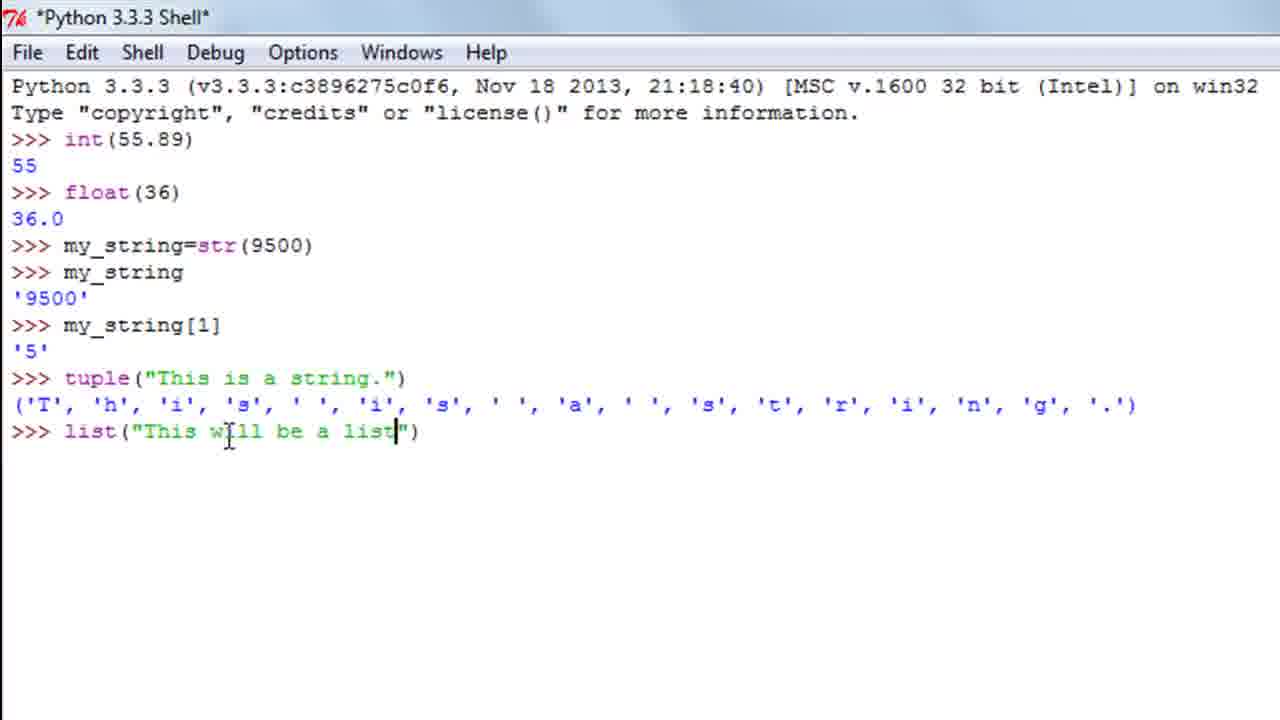 *Python 3.3.3 Shell*
File Edit Shell Debug Options Windows Help
Python 3.3.3 (v3.3.3:c3896275c0f6, Nov 18 2013, 21:18:40) [MSC v.1600 32 bit (Intel)] on win32
Type "copyright", "credits" or "license()" for more information.
>>> int(55.89)
55
>>> float(36)
36.0
>>> my_string=str(9500)
>>> my_string
'9500'
>>> my_string[1]
'5'
>>> tuple("This is a string.")
('T', 'h', 'i', 's', ' ', 'i', 's', ' ', 'a', ' ', 's', 't', 'r', 'i', 'n', 'g', '.')
>>> list("This will be a list")